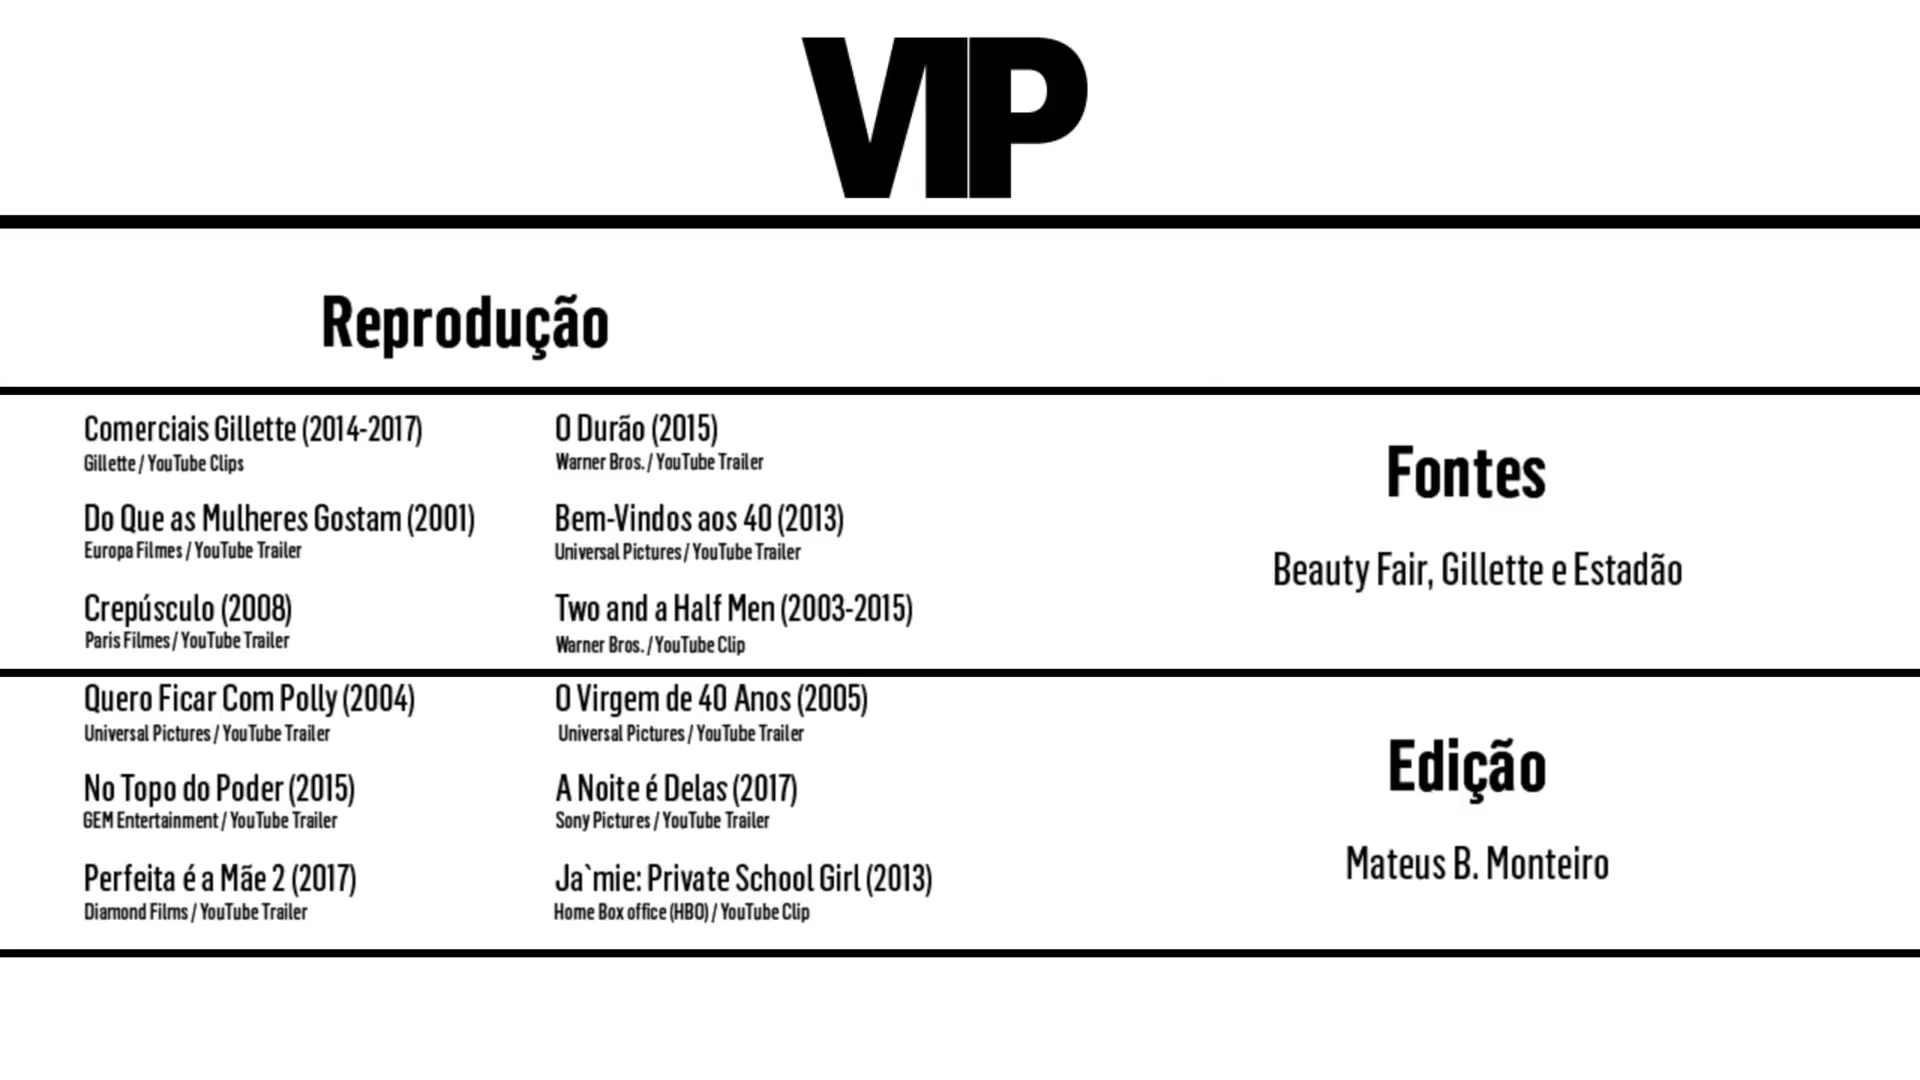 VIP
Reprodução
Comerciais Gillette (2014-2017)
Gillette / YouTube Clips
Do Que as Mulheres Gostam (2001)
Europa Filmes / YouTube Trailer
Crepúsculo (2008)
Paris Filmes / YouTube Trailer
Quero Ficar Com Polly (2004)
Universal Pictures / YouTube Trailer
No Topo do Poder (2015)
GEM Entertainment / YouTube Trailer
Perfeita é a Mãe 2 (2017)
Diamond Films / YouTube Trailer
O Durão (2015)
Warner Bros. / YouTube Trailer
Bem-Vindos aos 40 (2013)
Universal Pictures / YouTube Trailer
Two and a Half Men (2003-2015)
Warner Bros. / YouTube Clip
O Virgem de 40 Anos (2005)
Universal Pictures / YouTube Trailer
A Noite é Delas (2017)
Sony Pictures / YouTube Trailer
Ja`mie: Private School Girl (2013)
Home Box office (HBO) / YouTube Clip
Fontes
Beauty Fair, Gillette e Estadão
Edição
Mateus B. Monteiro